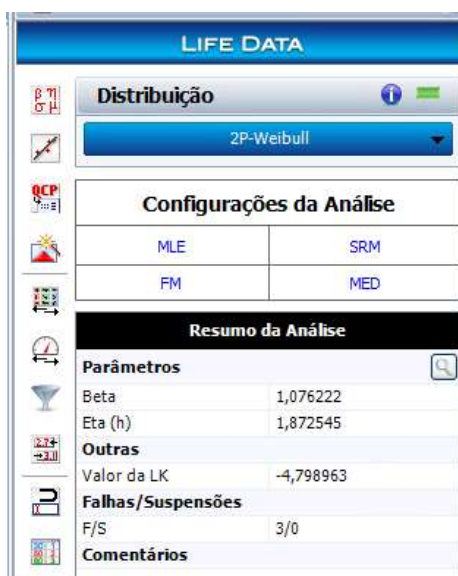 LIFE DATA
Distribuição
2P-Weibull
QCP
Configurações da Análise
MLE SRM
FM MED
Resumo da Análise
Parâmetros
Beta 1,076222
Eta (h) 1,872545
Outras
Valor da LK -4,798963
Falhas/Suspensões
F/S 3/0
Comentários